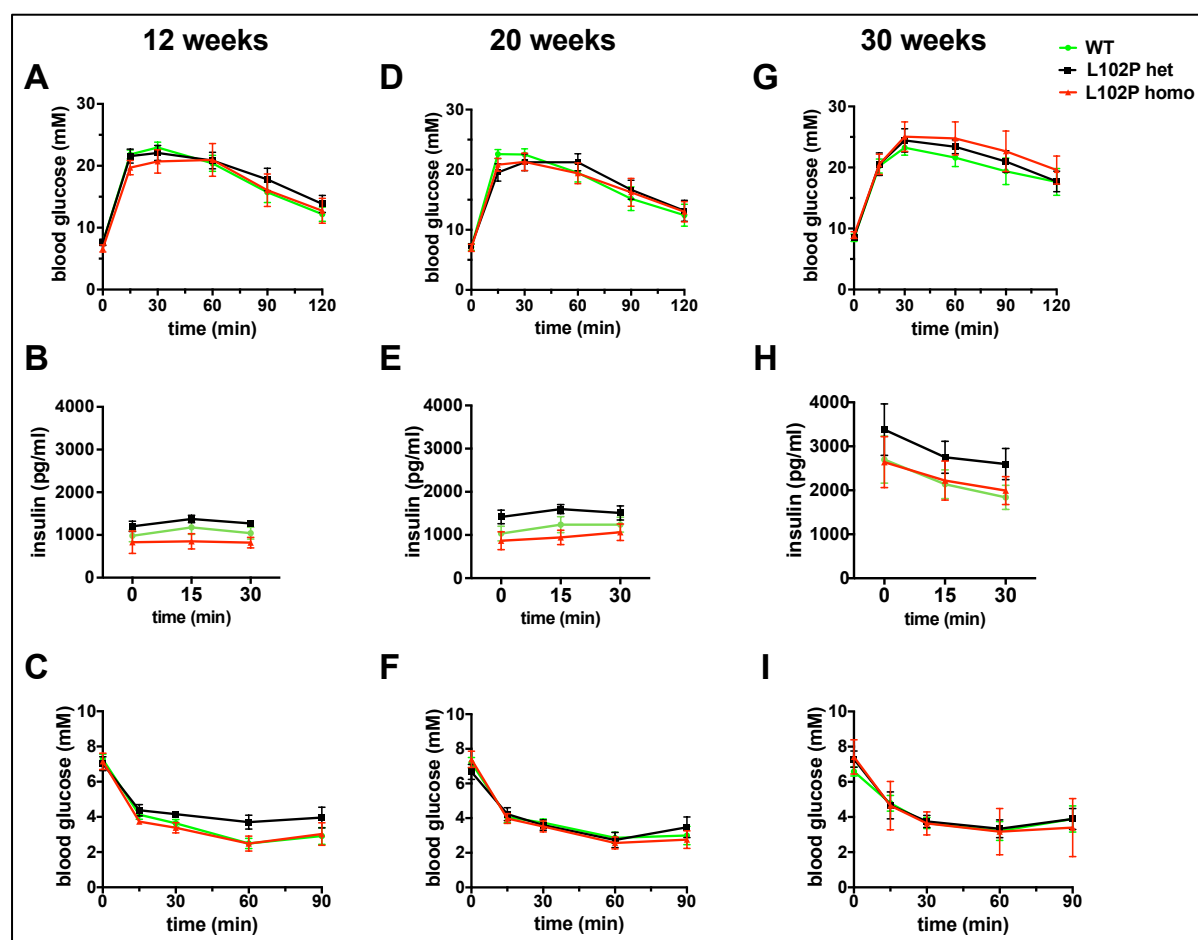 12 weeks
20 weeks
30 weeks
WT
L102P het
L102P homo
A
blood glucose (mM)
30
20
10
0
0 30 60 90 120
time (min)
D
blood glucose (mM)
30
20
10
0
0 30 60 90 120
time (min)
G
blood glucose (mM)
30
20
10
0
0 30 60 90 120
time (min)
B
insulin (pg/ml)
4000
3000
2000
1000
0
0 15 30
time (min)
E
insulin (pg/ml)
4000
3000
2000
1000
0
0 15 30
time (min)
H
insulin (pg/ml)
4000
3000
2000
1000
0
0 15 30
time (min)
C
blood glucose (mM)
10
8
6
4
2
0
0 30 60 90
time (min)
F
blood glucose (mM)
10
8
6
4
2
0
0 30 60 90
time (min)
I
blood glucose (mM)
10
8
6
4
2
0
0 30 60 90
time (min)